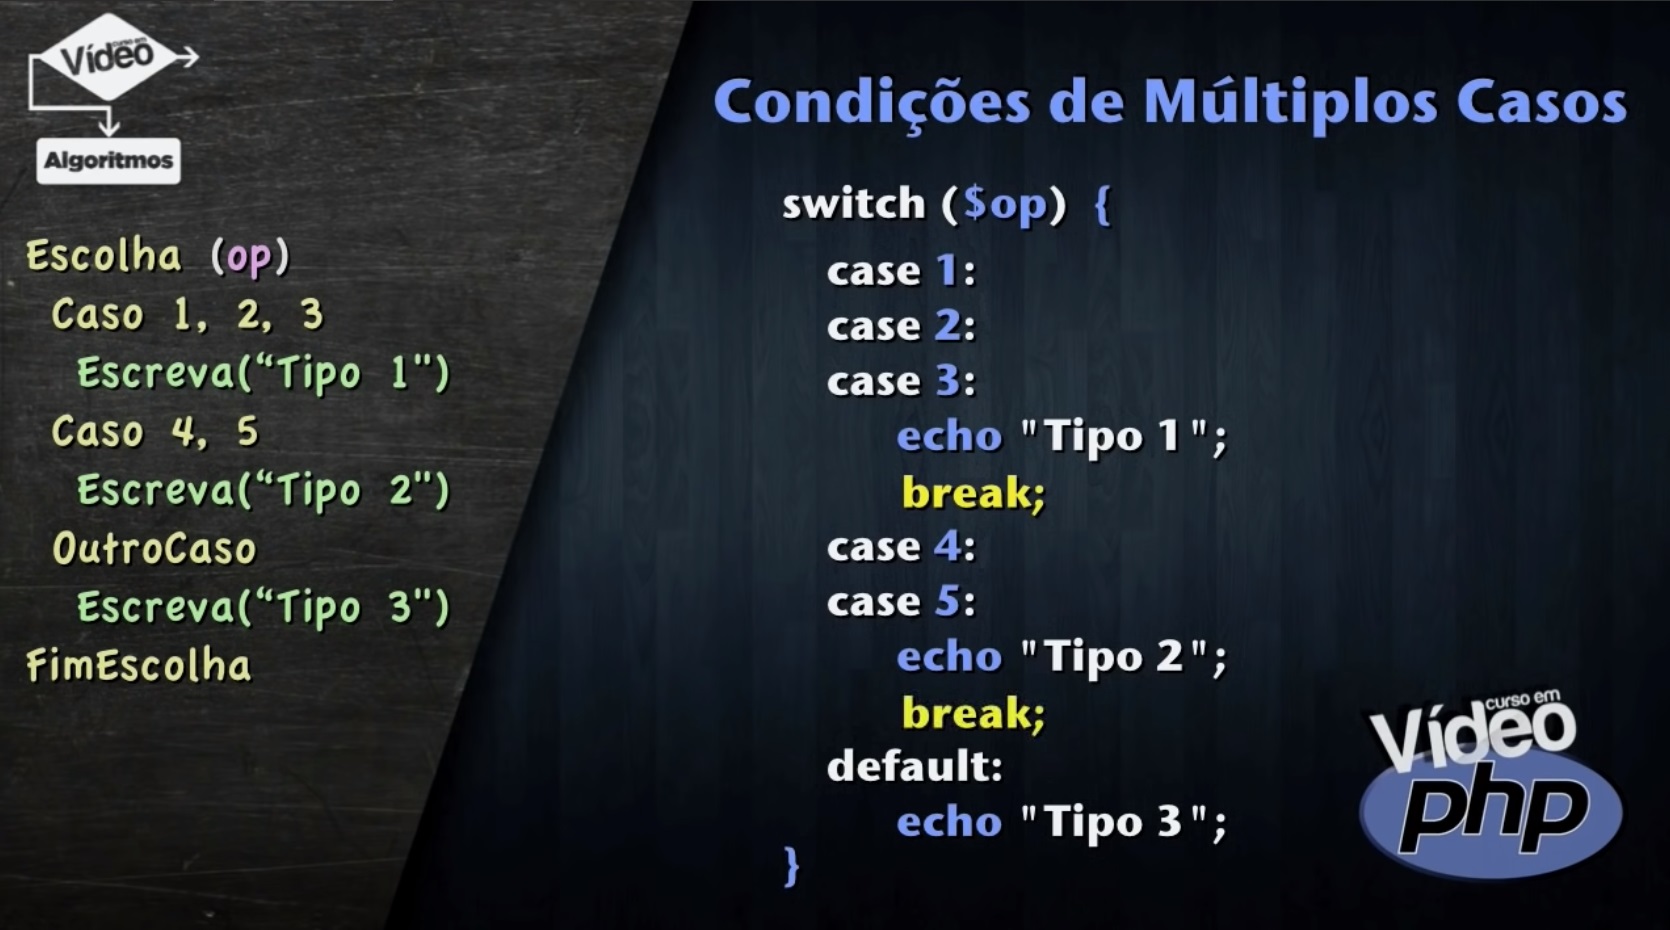 curso em
Vídeo
Algoritmos
Escolha (op)
Caso 1, 2, 3
Escreva(“Tipo 1")
Caso 4, 5
Escreva(“Tipo 2")
OutroCaso
Escreva(“Tipo 3")
FimEscolha
Condições de Múltiplos Casos
switch ($op) {
case 1:
case 2:
case 3:
echo "Tipo 1";
break;
case 4:
case 5:
echo "Tipo 2";
break;
default:
echo "Tipo 3";
}
curso em
Vídeo
php